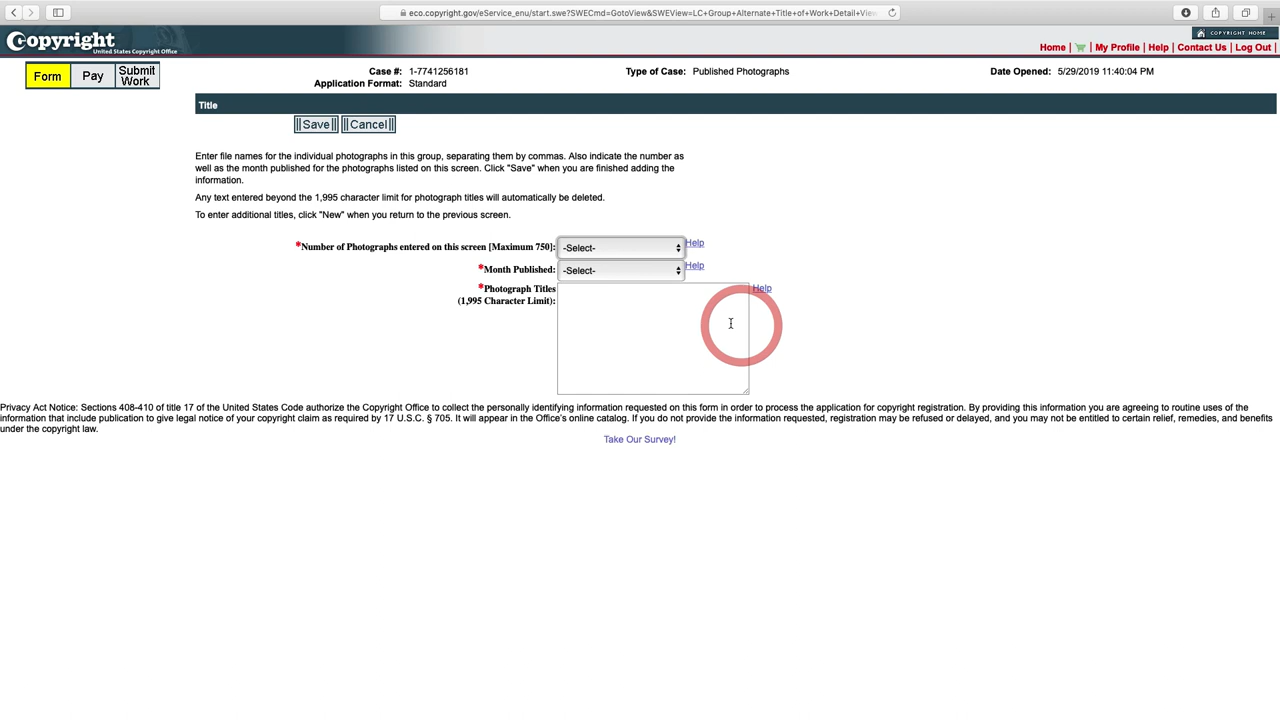 eco.copyright.gov/eService_enu/start.swe?SWECmd=GotoView&SWEView=LC+Group+Alternate+Title+of+Work+Detail+View
Copyright
United States Copyright Office
COPYRIGHT HOME
Home | My Profile | Help | Contact Us | Log Out |
Form Pay Submit Work
Case #: 1-7741256181 Type of Case: Published Photographs Date Opened: 5/29/2019 11:40:04 PM
Application Format: Standard
Title
||Save|| ||Cancel||
Enter file names for the individual photographs in this group, separating them by commas. Also indicate the number as
well as the month published for the photographs listed on this screen. Click "Save" when you are finished adding the
information.
Any text entered beyond the 1,995 character limit for photograph titles will automatically be deleted.
To enter additional titles, click "New" when you return to the previous screen.
*Number of Photographs entered on this screen [Maximum 750]: -Select- Help
*Month Published: -Select- Help
*Photograph Titles Help
(1,995 Character Limit):
Privacy Act Notice: Sections 408-410 of title 17 of the United States Code authorize the Copyright Office to collect the personally identifying information requested on this form in order to process the application for copyright registration. By providing this information you are agreeing to routine uses of the
information that include publication to give legal notice of your copyright claim as required by 17 U.S.C. § 705. It will appear in the Office's online catalog. If you do not provide the information requested, registration may be refused or delayed, and you may not be entitled to certain relief, remedies, and benefits
under the copyright law.
Take Our Survey!